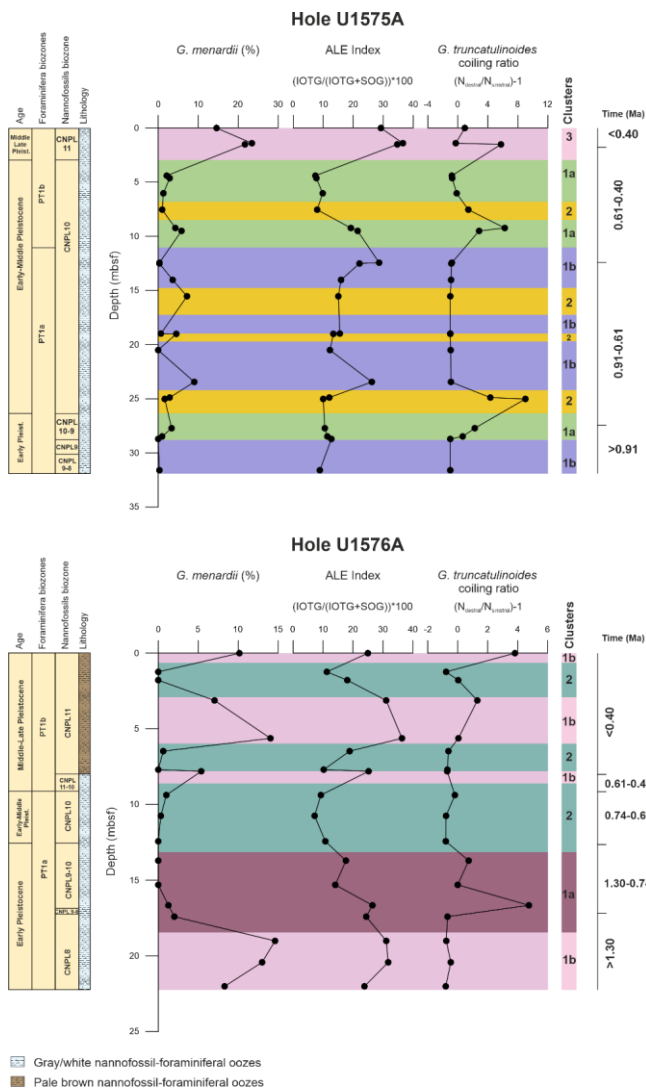 Hole U1575A
G. menardii (%)
ALE Index
G. truncatulinoides
coiling ratio
(IOTG/(IOTG+SOG))*100
(Ndestral/Nsinistral)-1
Age
Foraminifera biozones
Nannofossils biozone
Lithology
Clusters
Time (Ma)
0 10 20 30
0 10 20 30 40
-4 0 4 8 12
Depth (mbsf)
0
5
10
15
20
25
30
35
Middle
Late Pleist.
Early-Middle Pleistocene
Early Pleist.
PT1b
PT1a
CNPL
11
CNPL10
CNPL
10-9
CNPL9
CNPL
9-8
3
1a
2
1a
1b
2
1b
2
1b
2
1a
1b
<0.40
0.61-0.40
0.91-0.61
>0.91
Hole U1576A
G. menardii (%)
ALE Index
G. truncatulinoides
coiling ratio
(IOTG/(IOTG+SOG))*100
(Ndestral/Nsinistral)-1
Age
Foraminifera biozones
Nannofossils biozone
Lithology
Clusters
Time (Ma)
0 5 10 15
0 10 20 30 40
-2 0 2 4 6
Depth (mbsf)
0
5
10
15
20
25
Middle-Late Pleistocene
Early-Middle
Pleist.
Early Pleistocene
PT1b
PT1a
CNPL11
CNPL
11-10
CNPL10
CNPL9-10
CNPL8
1b
2
1b
2
1b
2
1a
1b
<0.40
0.61-0.4
0.74-0.6
1.30-0.74
>1.30
Gray/white nannofossil-foraminiferal oozes
Pale brown nannofossil-foraminiferal oozes